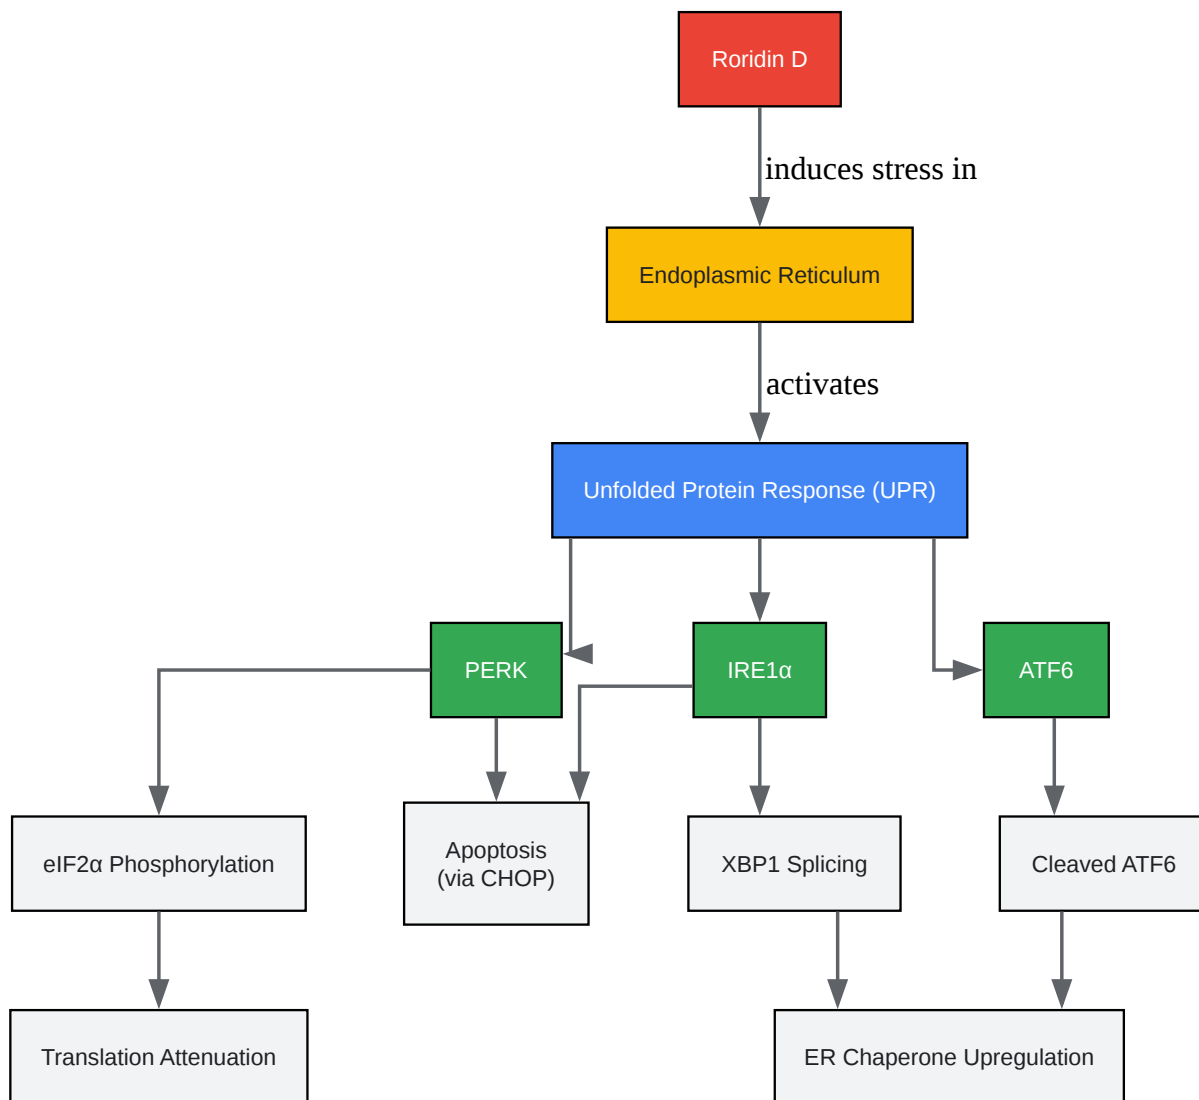 Roridin D
induces stress in
Endoplasmic Reticulum
activates
Unfolded Protein Response (UPR)
PERK
IRE1α
ATF6
eIF2α Phosphorylation
Apoptosis
(via CHOP)
XBP1 Splicing
Cleaved ATF6
Translation Attenuation
ER Chaperone Upregulation